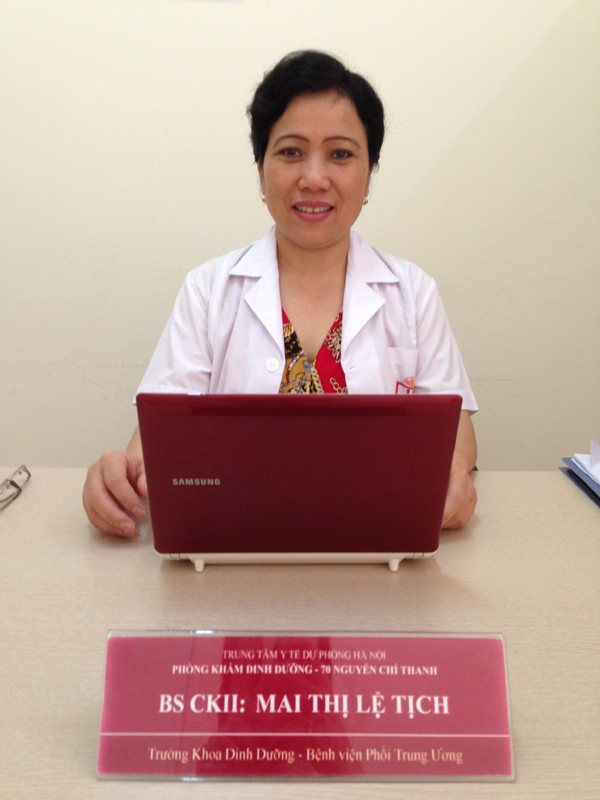 SAMSUNG
TRUNG TÂM Y TẾ DỰ PHÒNG HÀ NỘI
PHÒNG KHÁM DINH DƯỠNG - 70 NGUYỄN CHÍ THANH
BS CKII: MAI THỊ LỆ TỊCH
Trưởng Khoa Dinh Dưỡng - Bệnh viện Phổi Trung Ương